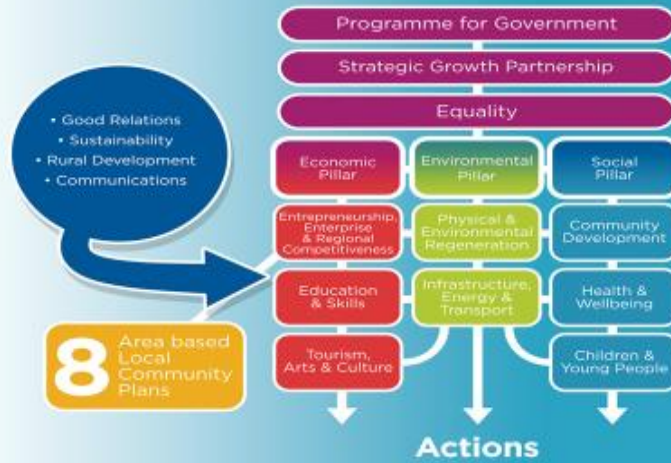 Programme for Government
Strategic Growth Partnership
Equality
• Good Relations
• Sustainability
• Rural Development
• Communications
Economic
Pillar
Environmental
Pillar
Social
Pillar
Entrepreneurship,
Enterprise
& Regional
Competitiveness
Physical &
Environmental
Regeneration
Community
Development
Education
& Skills
Infrastructure,
Energy &
Transport
Health &
Wellbeing
8
Area based
Local
Community
Plans
Tourism,
Arts & Culture
Children &
Young People
Actions